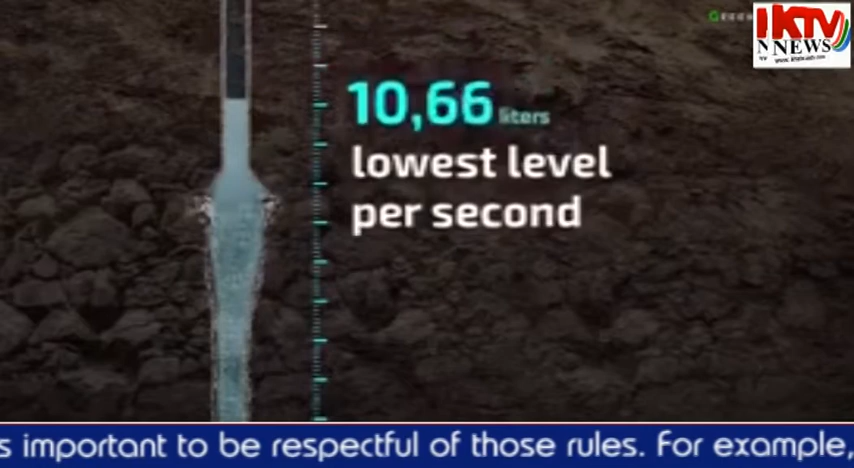 IKTV
NNEWS
10,66 liters
lowest level
per second
s important to be respectful of those rules. For example,